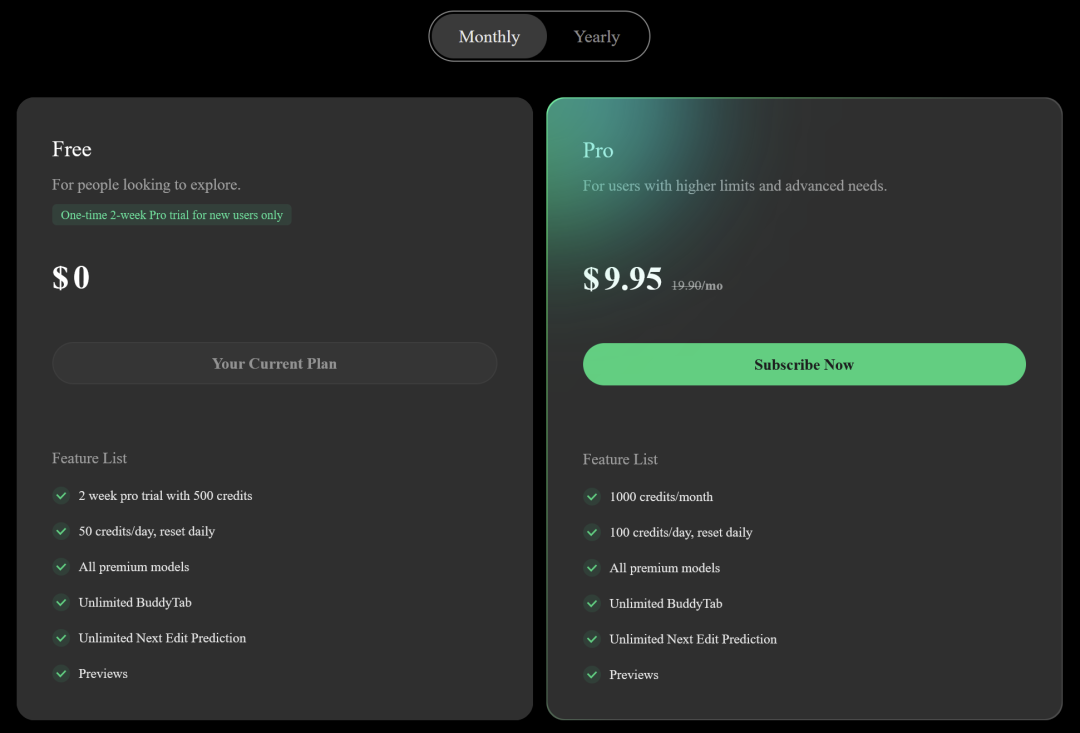 Monthly Yearly
Free
For people looking to explore.
One-time 2-week Pro trial for new users only
$0
Your Current Plan
Feature List
2 week pro trial with 500 credits
50 credits/day, reset daily
All premium models
Unlimited BuddyTab
Unlimited Next Edit Prediction
Previews
Pro
For users with higher limits and advanced needs.
$9.95 19.90/mo
Subscribe Now
Feature List
1000 credits/month
100 credits/day, reset daily
All premium models
Unlimited BuddyTab
Unlimited Next Edit Prediction
Previews